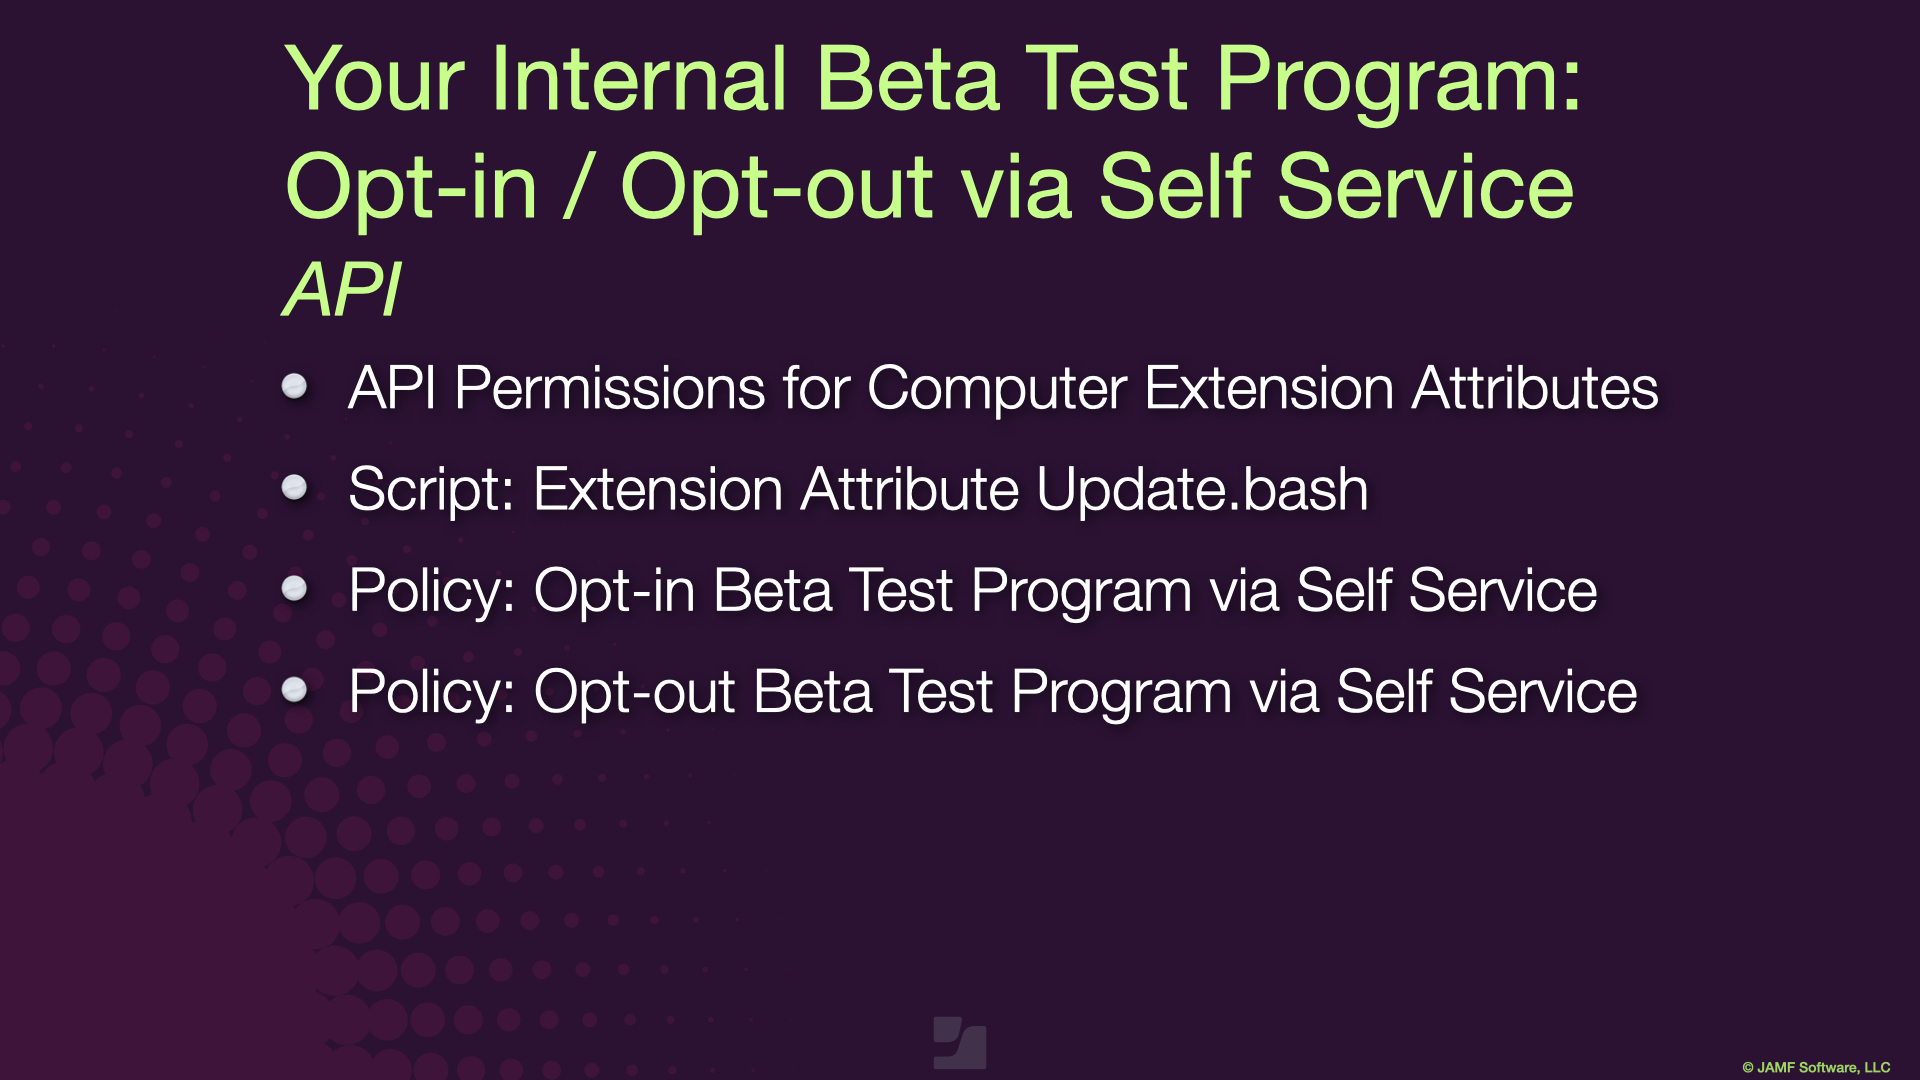 Your Internal Beta Test Program:
Opt-in / Opt-out via Self Service
API
API Permissions for Computer Extension Attributes
Script: Extension Attribute Update.bash
Policy: Opt-in Beta Test Program via Self Service
Policy: Opt-out Beta Test Program via Self Service
© JAMF Software, LLC